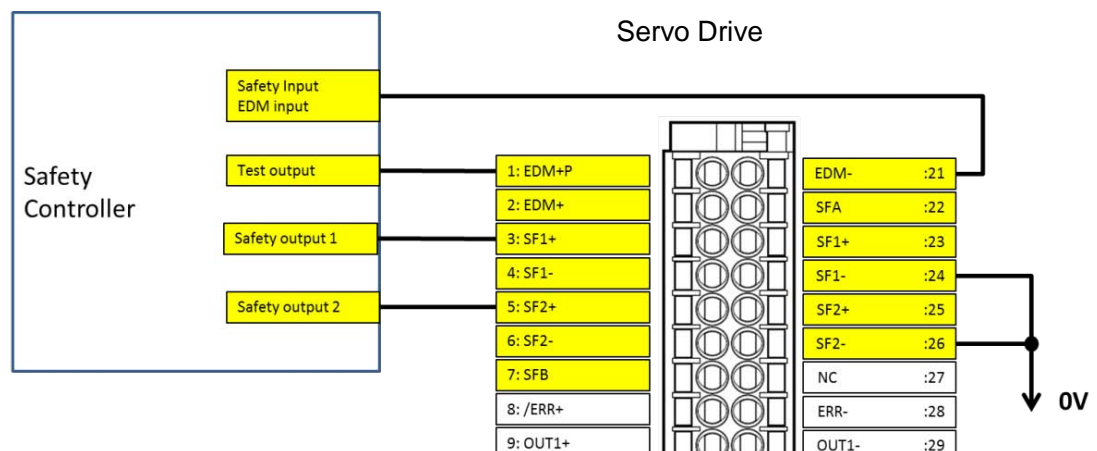 Servo Drive
Safety Input
EDM input
Safety
Controller
Test output
Safety output 1
Safety output 2
1: EDM+P
2: EDM+
3: SF1+
4: SF1-
5: SF2+
6: SF2-
7: SFB
8: /ERR+
9: OUT1+
EDM- :21
SFA :22
SF1+ :23
SF1- :24
SF2+ :25
SF2- :26
NC :27
ERR- :28
OUT1- :29
0V